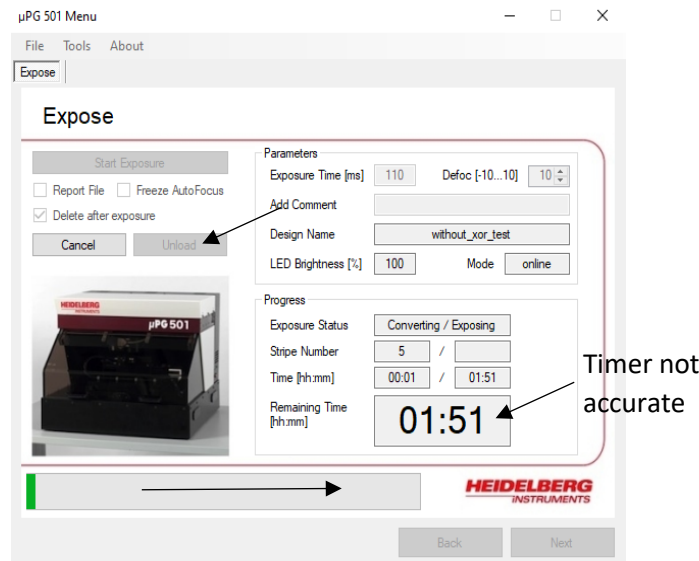 µPG 501 Menu
File Tools About
Expose
Expose
Start Exposure
Report File Freeze AutoFocus
Delete after exposure
Cancel Unload
HEIDELBERG
INSTRUMENTS
µPG 501
Parameters
Exposure Time [ms] 110 Defoc [-10...10] 10
Add Comment
Design Name without_xor_test
LED Brightness [%] 100 Mode online
Progress
Exposure Status Converting / Exposing
Stripe Number 5 /
Time [hh:mm] 00:01 / 01:51
Remaining Time
[hh:mm] 01:51
Timer not
accurate
HEIDELBERG
INSTRUMENTS
Back Next